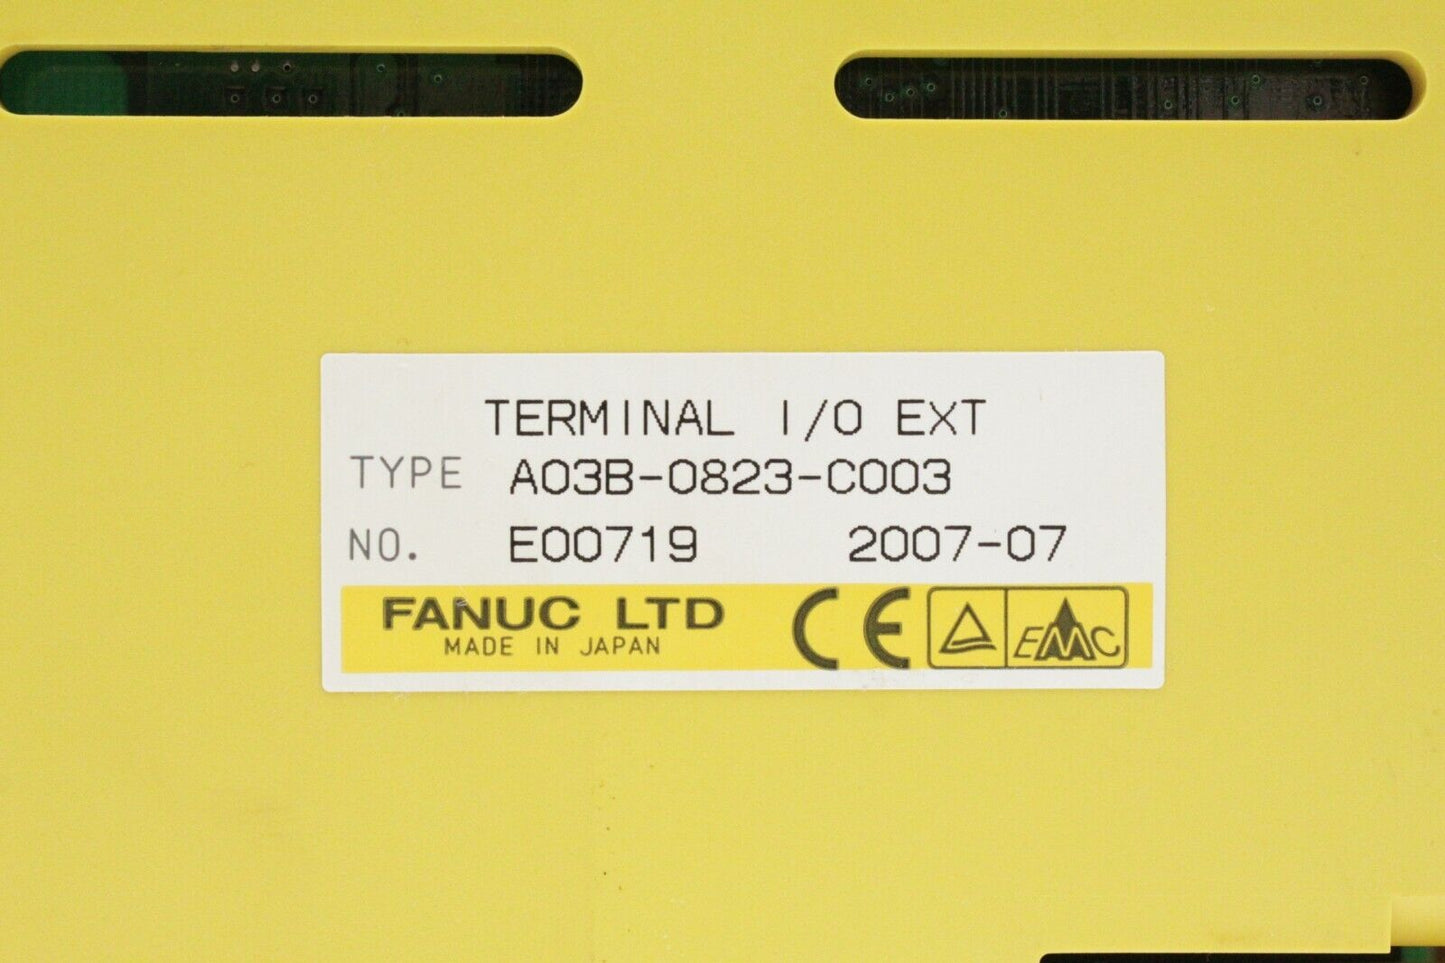 TERMINAL I/O EXT
TYPE A03B-0823-C003
NO. E00719 2007-07
FANUC LTD
MADE IN JAPAN
CE
EMC